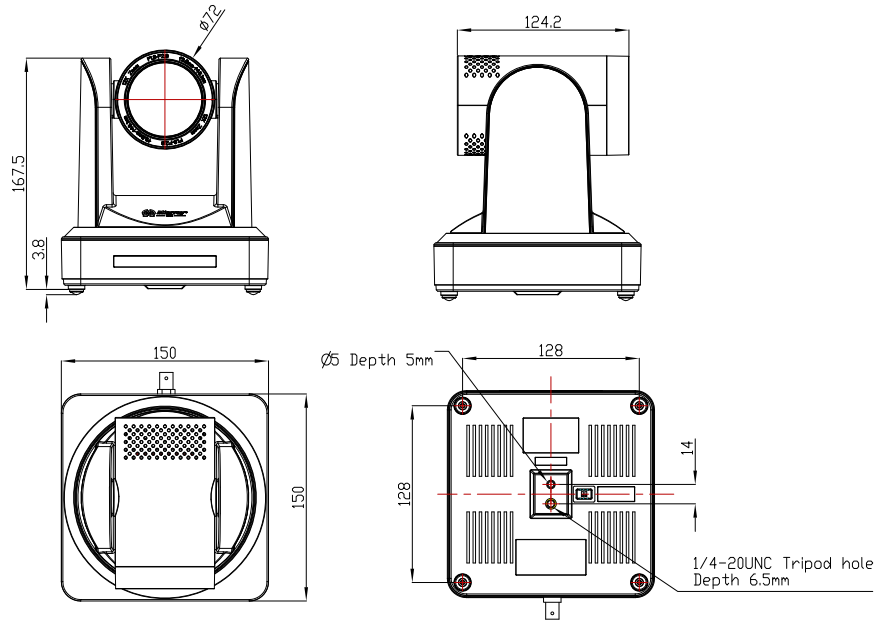 Ø72
124.2
167.5
3.8
150
Ø5 Depth 5mm
128
150
128
14
1/4-20UNC Tripod hole
Depth 6.5mm